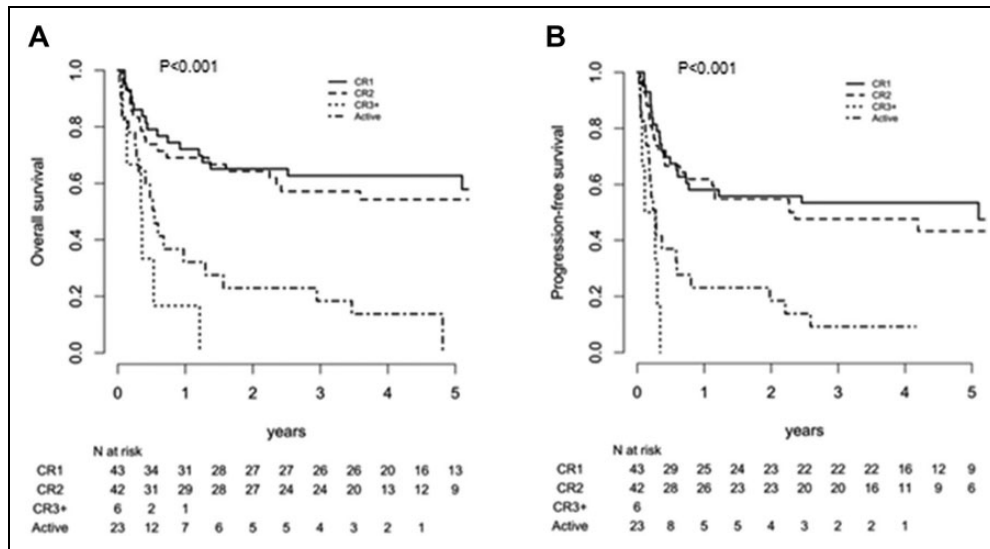 A
P<0.001
CR1
CR2
CR3+
Active
Overall survival
1.0
0.8
0.6
0.4
0.2
0.0
0 1 2 3 4 5
years
N at risk
CR1 43 34 31 28 27 27 26 26 20 16 13
CR2 42 31 29 28 27 24 24 20 13 12 9
CR3+ 6 2 1
Active 23 12 7 6 5 5 4 3 2 1
B
P<0.001
CR1
CR2
CR3+
Active
Progression-free survival
1.0
0.8
0.6
0.4
0.2
0.0
0 1 2 3 4 5
years
N at risk
CR1 43 29 25 24 23 22 22 22 16 12 9
CR2 42 28 26 23 23 20 20 16 11 9 6
CR3+ 6
Active 23 8 5 5 4 3 2 2 1